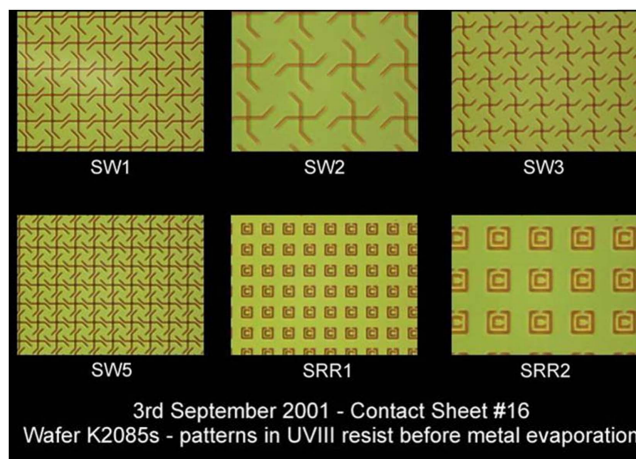 SW1 SW2 SW3
SW5 SRR1 SRR2
3rd September 2001 - Contact Sheet #16
Wafer K2085s - patterns in UVIII resist before metal evaporation